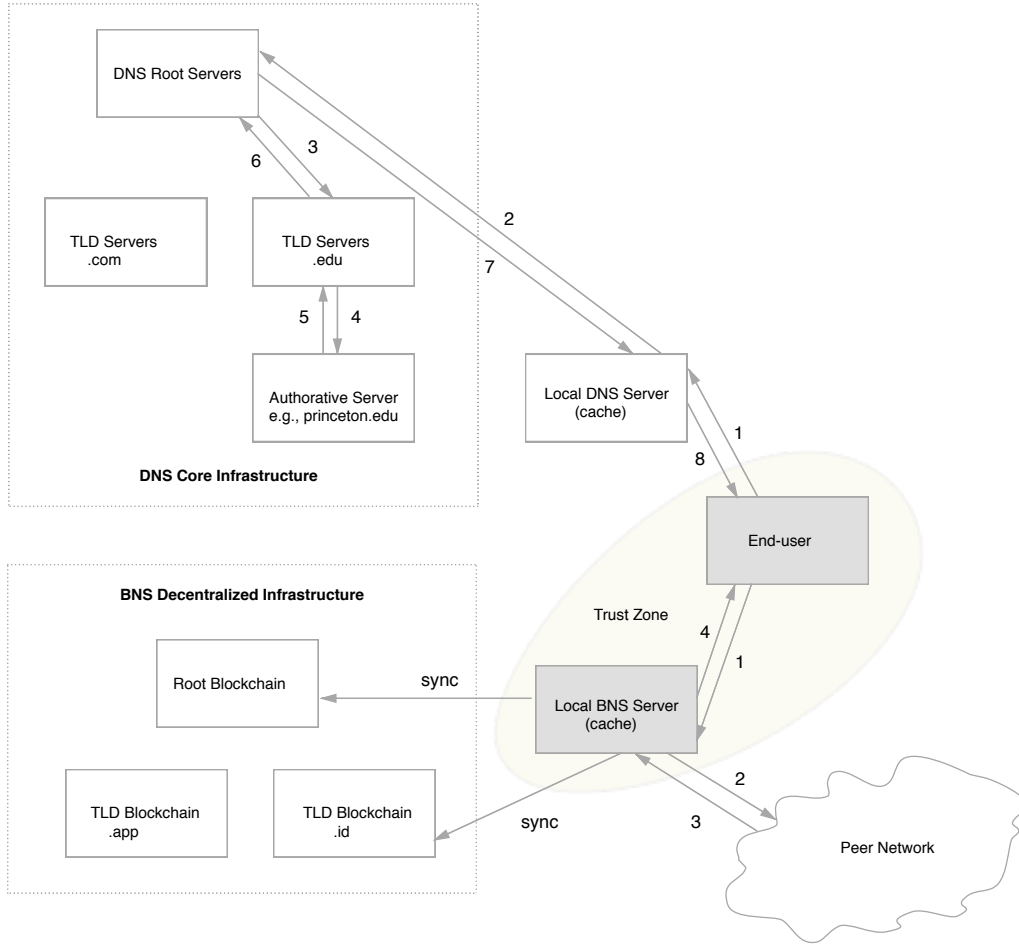 DNS Root Servers
3
6
2
TLD Servers
.com
TLD Servers
.edu
7
5
4
Authorative Server
e.g., princeton.edu
Local DNS Server
(cache)
1
8
DNS Core Infrastructure
End-user
BNS Decentralized Infrastructure
Trust Zone
4
1
Root Blockchain
sync
Local BNS Server
(cache)
2
TLD Blockchain
.app
TLD Blockchain
.id
sync
3
Peer Network